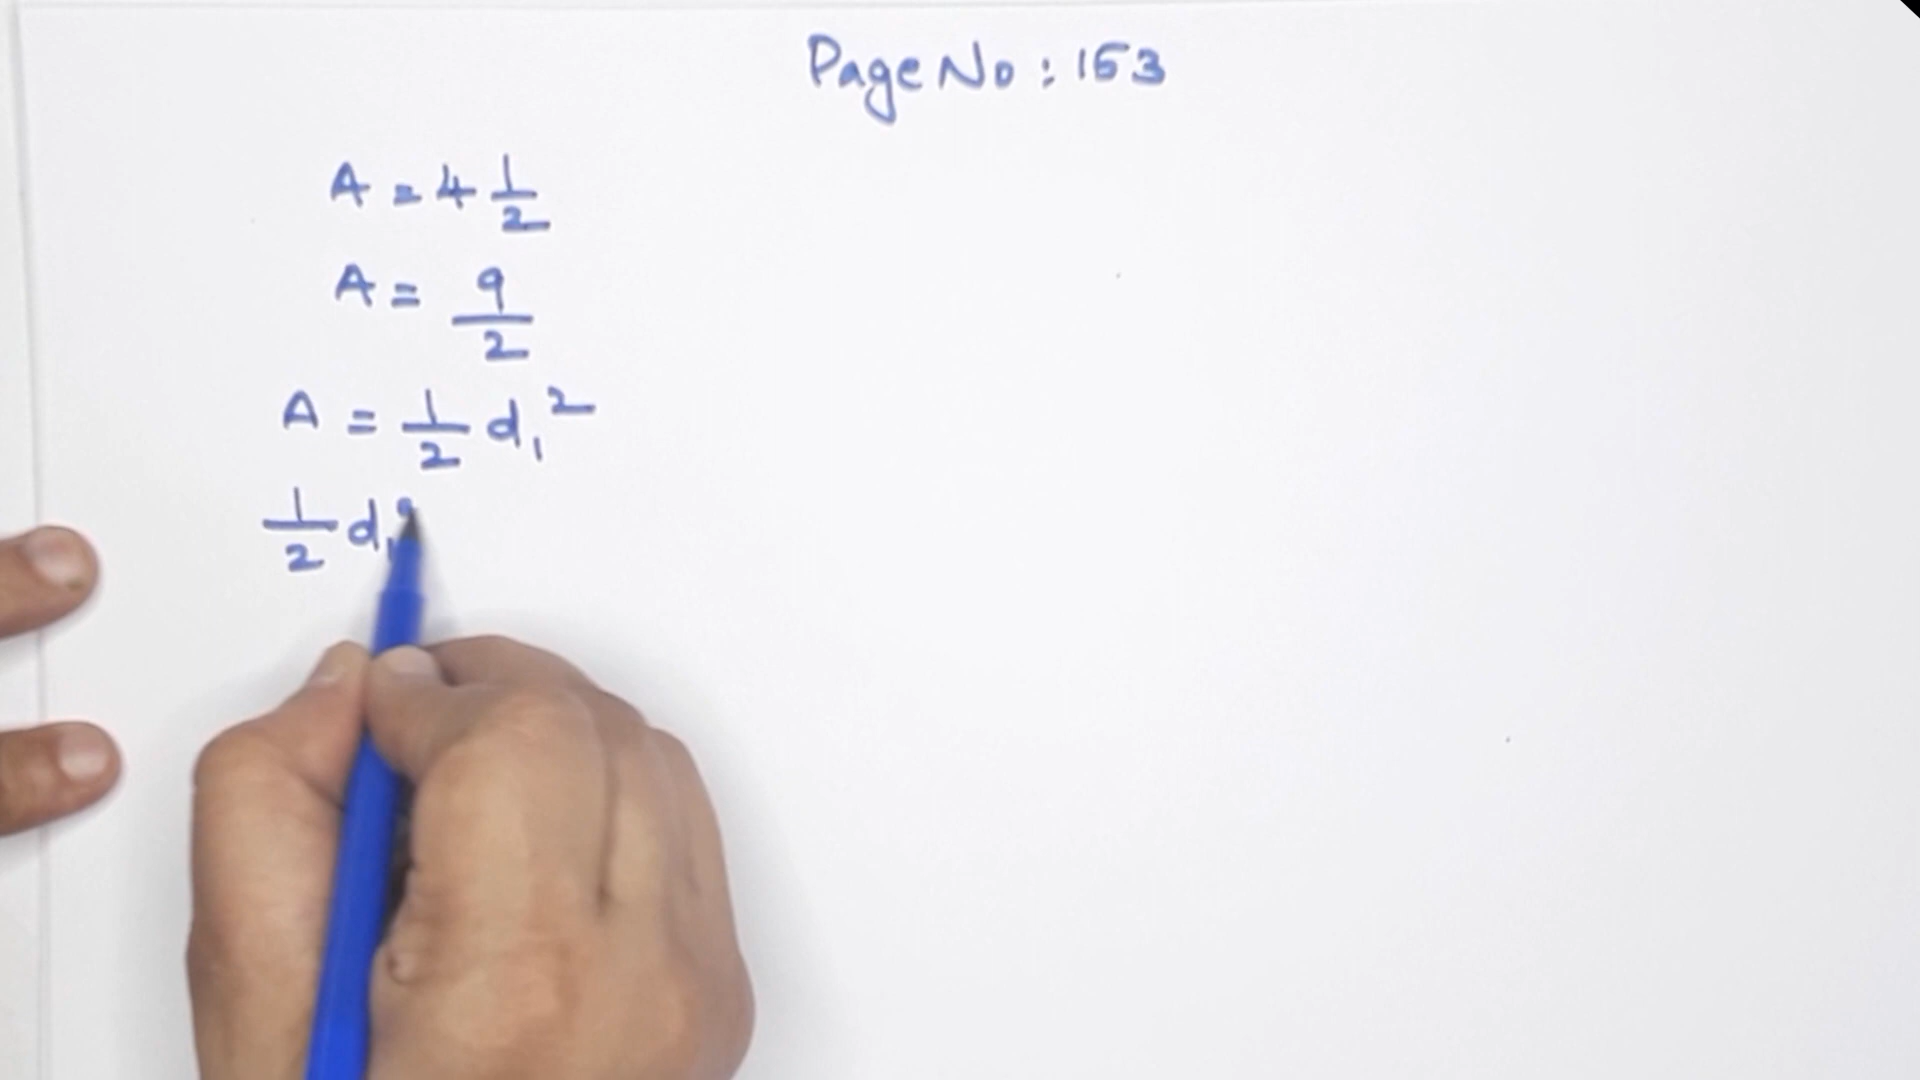 Page No : 153
A = 4 1/2
A = 9/2
A = 1/2 d₁²
1/2 d₁